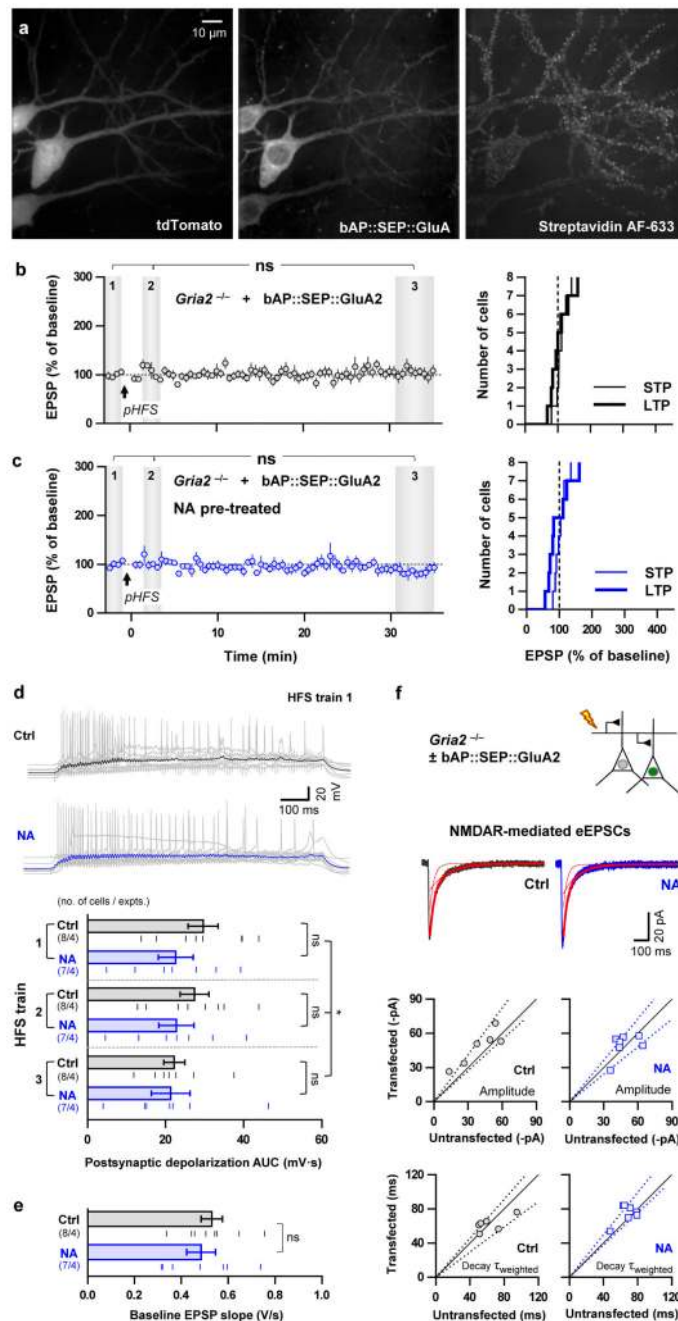 a
10 µm
tdTomato
bAP::SEP::GluA
Streptavidin AF-633
b
ns
300
200
100
0
EPSP (% of baseline)
1
2
3
Gria2 –/– + bAP::SEP::GluA2
pHFS
8
7
6
5
4
3
2
1
0
Number of cells
STP
LTP
c
ns
300
200
100
0
EPSP (% of baseline)
1
2
3
Gria2 –/– + bAP::SEP::GluA2
NA pre-treated
pHFS
0
10
20
30
Time (min)
8
7
6
5
4
3
2
1
0
Number of cells
STP
LTP
0
100
200
300
400
EPSP (% of baseline)
d
HFS train 1
Ctrl
20 mV
100 ms
NA
(no. of cells / expts.)
HFS train
1
Ctrl
(8/4)
NA
(7/4)
ns
2
Ctrl
(8/4)
NA
(7/4)
ns
*
3
Ctrl
(8/4)
NA
(7/4)
ns
0
20
40
60
Postsynaptic depolarization AUC (mV·s)
e
Ctrl
(8/4)
NA
(7/4)
ns
0.0
0.2
0.4
0.6
0.8
1.0
Baseline EPSP slope (V/s)
f
Gria2 –/–
± bAP::SEP::GluA2
NMDAR-mediated eEPSCs
Ctrl
NA
20 pA
100 ms
90
60
30
0
Transfected (-pA)
Ctrl
Amplitude
0 30 60 90
Untransfected (-pA)
NA
Amplitude
0 30 60 90
Untransfected (-pA)
120
80
40
0
Transfected (ms)
Ctrl
Decay τweighted
0 40 80 120
Untransfected (ms)
NA
Decay τweighted
0 40 80 120
Untransfected (ms)